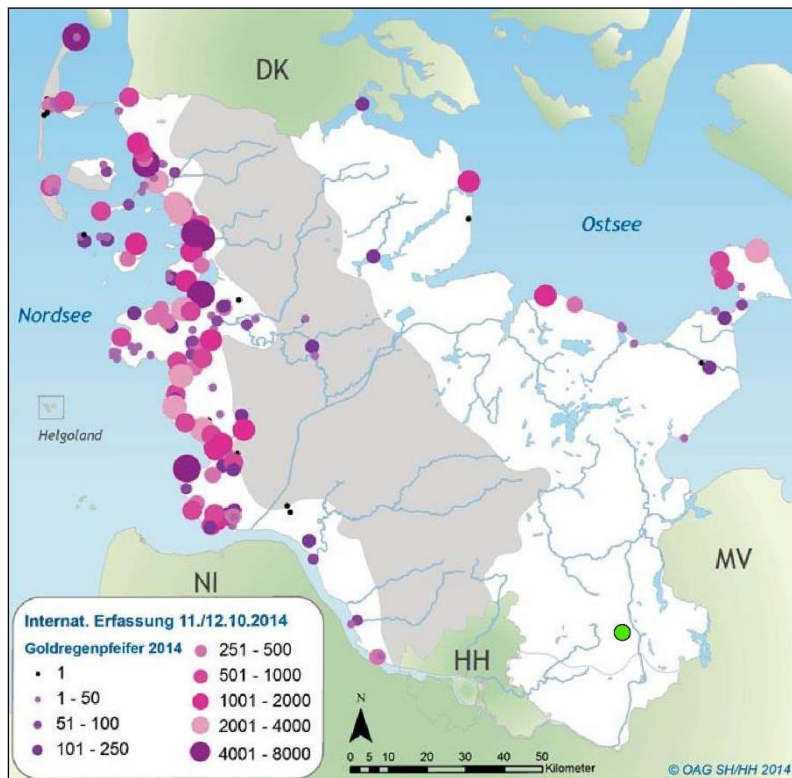 DK
Ostsee
Nordsee
Helgoland
MV
NI
HH
Internat. Erfassung 11./12.10.2014
Goldregenpfeifer 2014
1
1 - 50
51 - 100
101 - 250
251 - 500
501 - 1000
1001 - 2000
2001 - 4000
4001 - 8000
N
0 5 10 20 30 40 50
Kilometer
© OAG SH/HH 2014